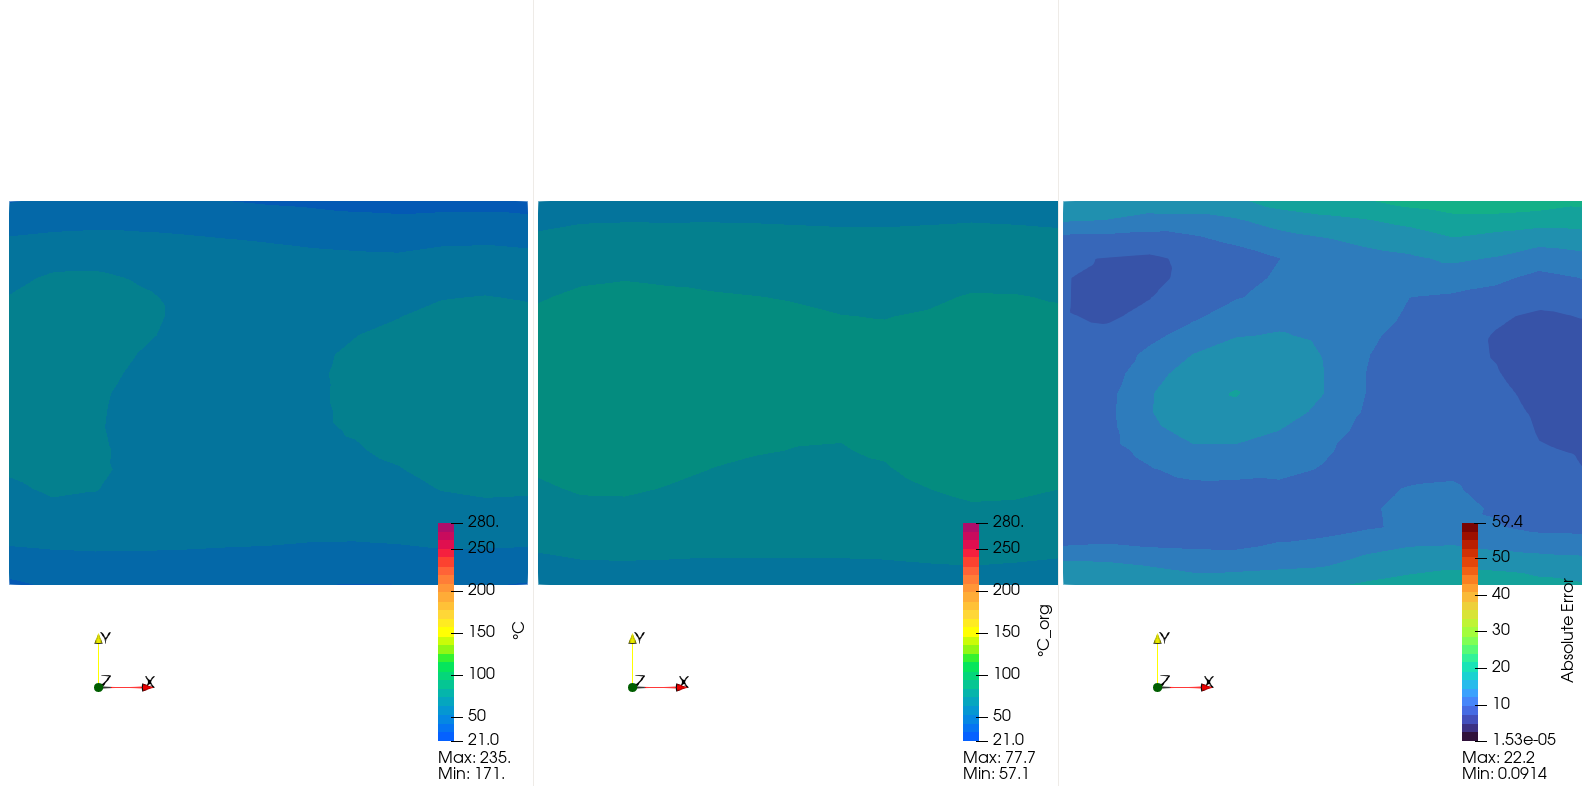 280.
250
200
150
100
50
21.0
°C
Max: 235.
Min: 171.
Y
Z
X
280.
250
200
150
100
50
21.0
°C_org
Max: 77.7
Min: 57.1
Y
Z
X
59.4
50
40
30
20
10
1.53e-05
Absolute Error
Max: 22.2
Min: 0.0914
Y
Z
X